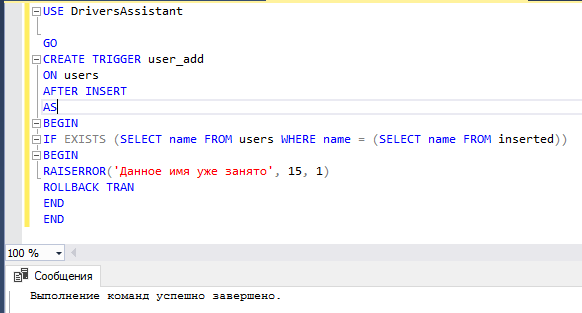 USE DriversAssistant
GO
CREATE TRIGGER user_add
ON users
AFTER INSERT
AS
BEGIN
IF EXISTS (SELECT name FROM users WHERE name = (SELECT name FROM inserted))
BEGIN
RAISERROR('Данное имя уже занято', 15, 1)
ROLLBACK TRAN
END
END
100 %
Сообщения
Выполнение команд успешно завершено.